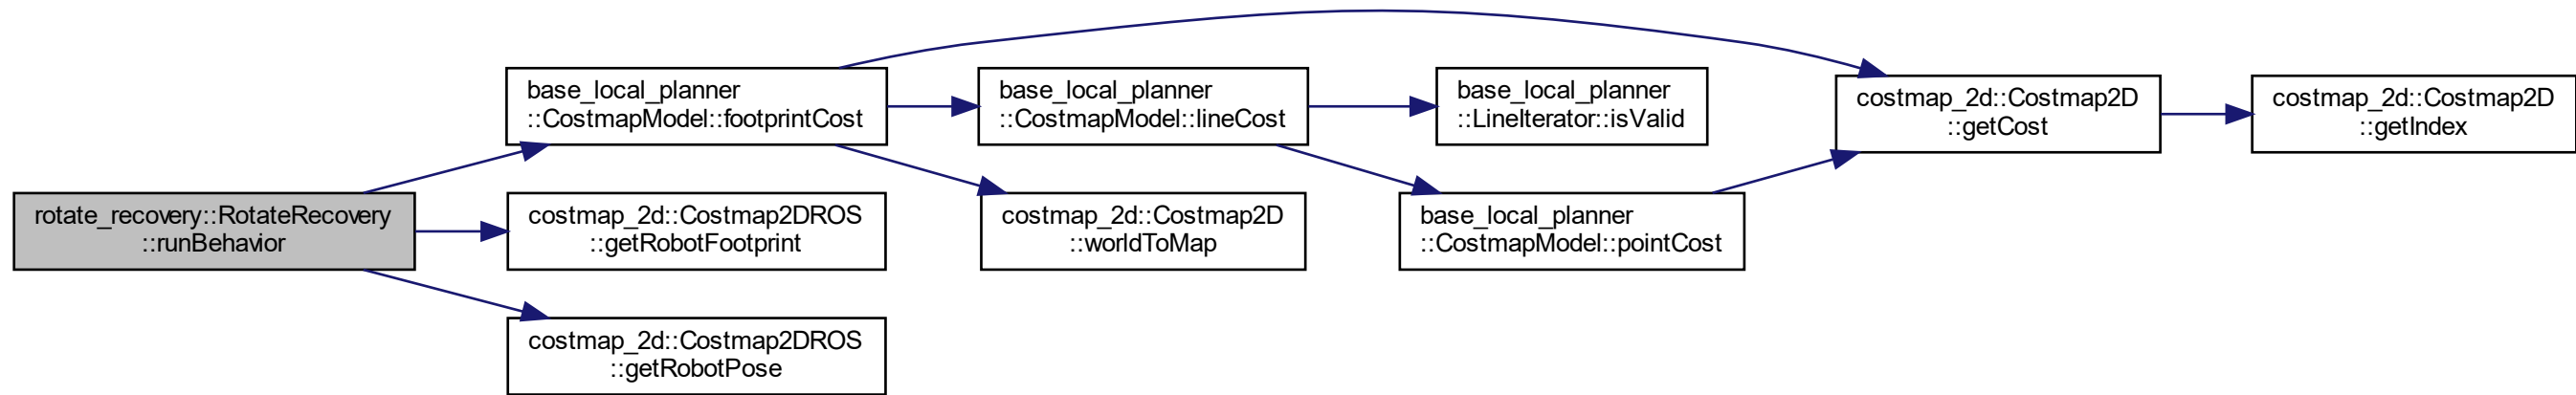 rotate_recovery::RotateRecovery
::runBehavior
base_local_planner
::CostmapModel::footprintCost
costmap_2d::Costmap2DROS
::getRobotFootprint
costmap_2d::Costmap2DROS
::getRobotPose
base_local_planner
::CostmapModel::lineCost
costmap_2d::Costmap2D
::worldToMap
base_local_planner
::LineIterator::isValid
base_local_planner
::CostmapModel::pointCost
costmap_2d::Costmap2D
::getCost
costmap_2d::Costmap2D
::getIndex